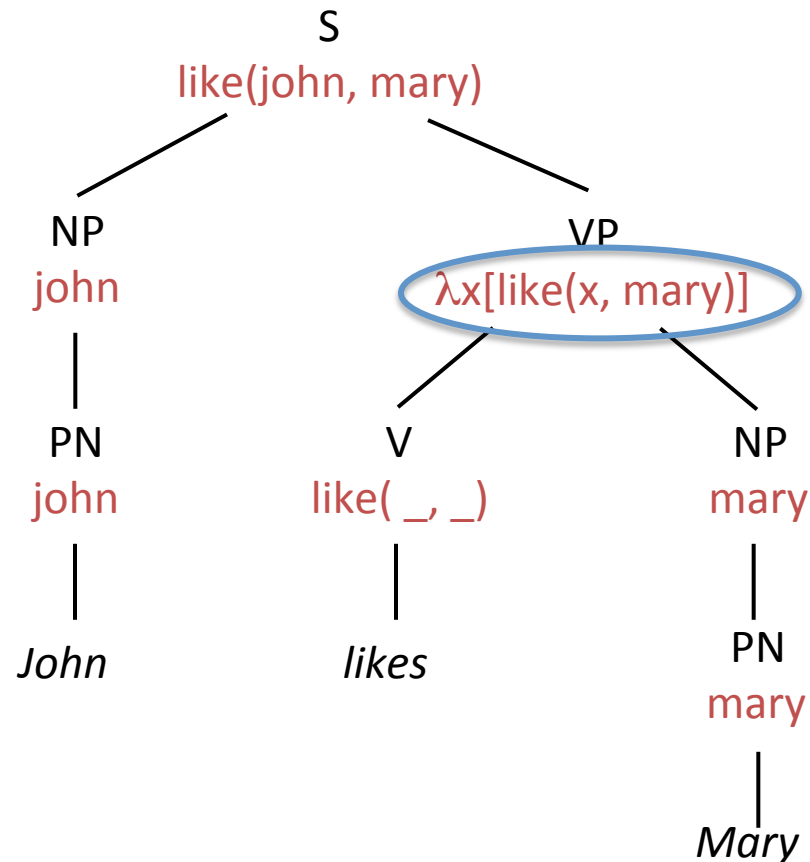 S
like(john, mary)
NP VP
john λx[like(x, mary)]
PN V NP
john like( _, _) mary
John likes PN
mary
Mary